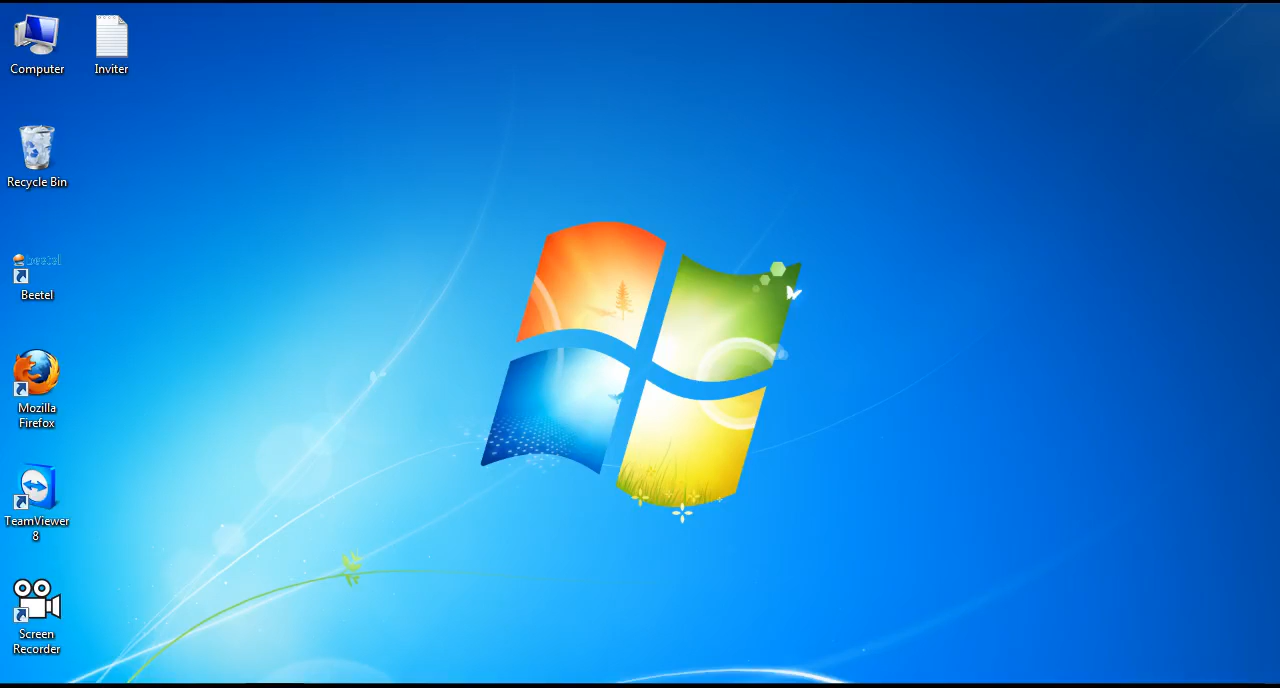 Computer
Inviter
Recycle Bin
beetel
Beetel
Mozilla
Firefox
TeamViewer
8
Screen
Recorder